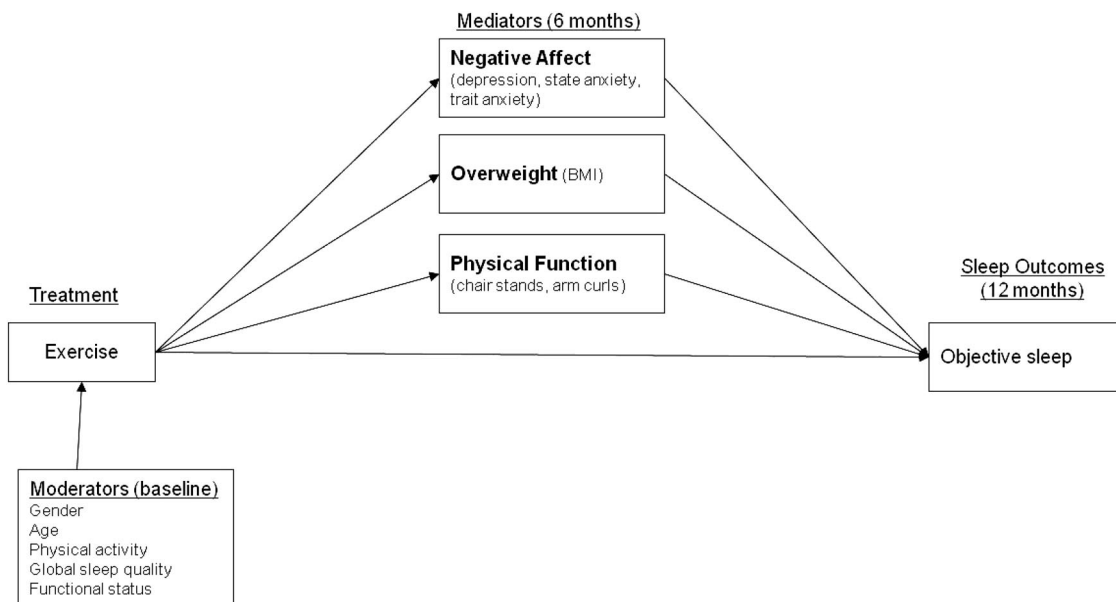 Mediators (6 months)
Negative Affect
(depression, state anxiety,
trait anxiety)
Overweight (BMI)
Physical Function
(chair stands, arm curls)
Sleep Outcomes
(12 months)
Treatment
Exercise
Objective sleep
Moderators (baseline)
Gender
Age
Physical activity
Global sleep quality
Functional status